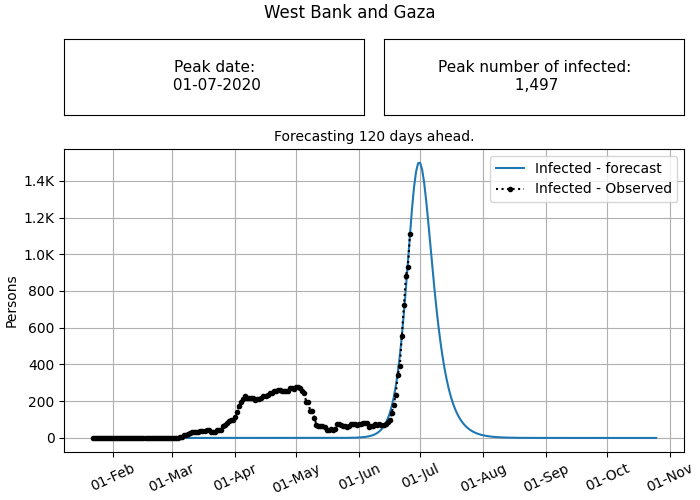 West Bank and Gaza
Peak date:
01-07-2020
Peak number of infected:
1,497
Forecasting 120 days ahead.
Infected - forecast
Infected - Observed
1.4K
1.2K
1.0K
800
600
400
200
0
Persons
01-Feb
01-Mar
01-Apr
01-May
01-Jun
01-Jul
01-Aug
01-Sep
01-Oct
01-Nov